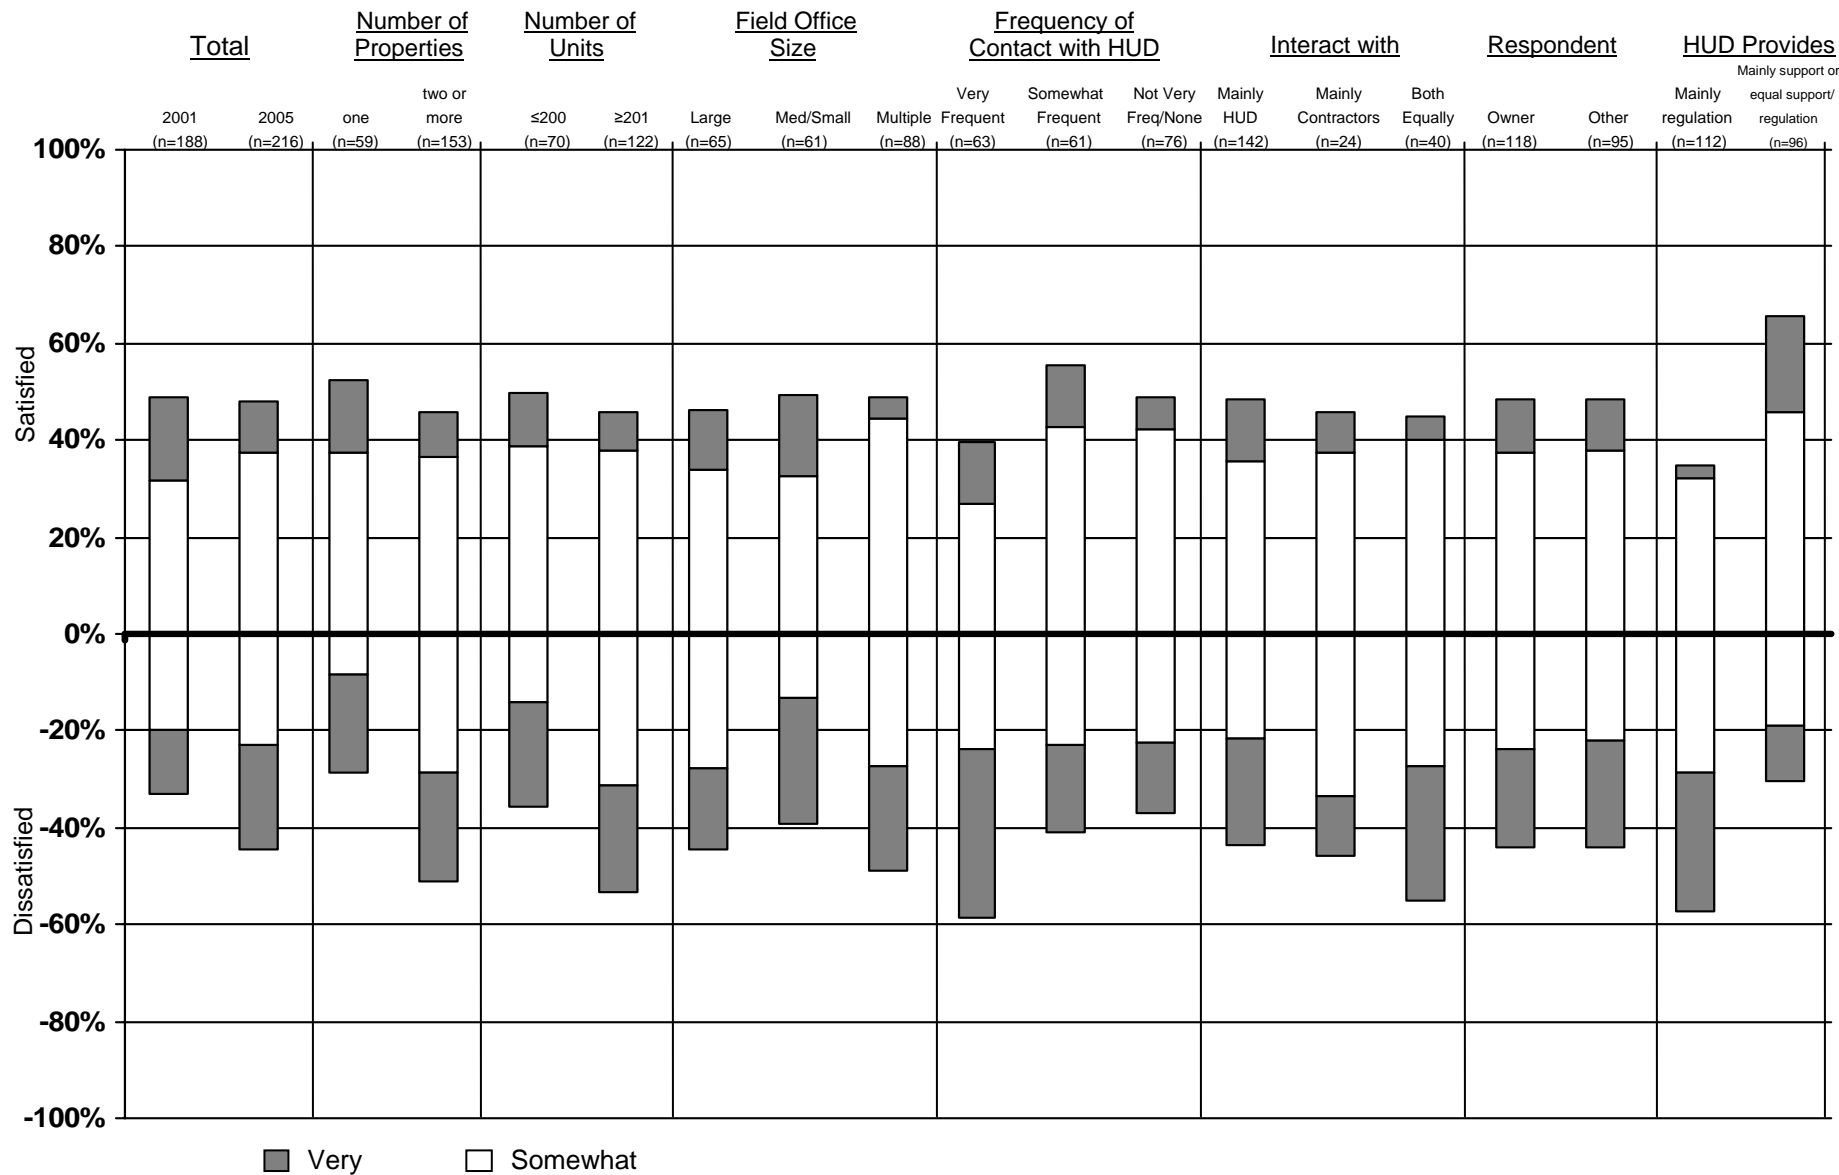 Total
Number of
Properties
Number of
Units
Field Office
Size
Frequency of
Contact with HUD
Interact with
Respondent
HUD Provides
2001
(n=188)
2005
(n=216)
one
(n=59)
two or
more
(n=153)
≤200
(n=70)
≥201
(n=122)
Large
(n=65)
Med/Small
(n=61)
Multiple
(n=88)
Very
Frequent
(n=63)
Somewhat
Frequent
(n=61)
Not Very
Freq/None
(n=76)
Mainly
HUD
(n=142)
Mainly
Contractors
(n=24)
Both
Equally
(n=40)
Owner
(n=118)
Other
(n=95)
Mainly
regulation
(n=112)
Mainly support or
equal support/
regulation
(n=96)
100%
80%
60%
40%
20%
0%
-20%
-40%
-60%
-80%
-100%
Satisfied
Dissatisfied
Very
Somewhat